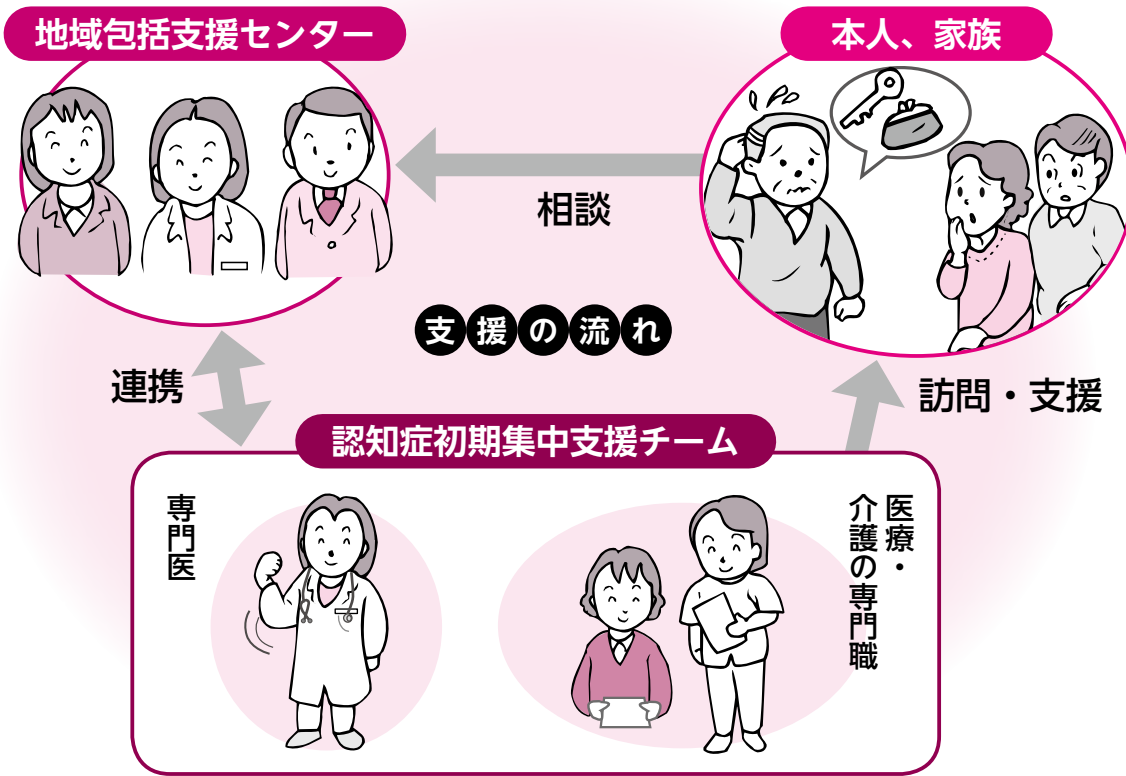 地域包括支援センター
本人、家族
相談
支援の流れ
連携
訪問・支援
認知症初期集中支援チーム
専門医
医療・
介護の専門職